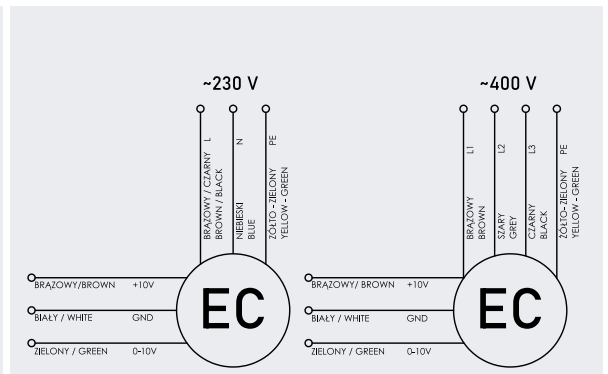 ~230 V
BRĄZOWY / CZARNY L
BROWN / BLACK
NIEBIESKI N
BLUE
ŻÓŁTO - ZIELONY PE
YELLOW - GREEN
BRĄZOWY/BROWN +10V
BIAŁY / WHITE GND
ZIELONY / GREEN 0-10V
EC
~400 V
BRĄZOWY L1
BROWN
SZARY L2
GREY
CZARNY L3
BLACK
ŻÓŁTO - ZIELONY PE
YELLOW - GREEN
BRĄZOWY/ BROWN +10V
BIAŁY / WHITE GND
ZIELONY / GREEN 0-10V
EC